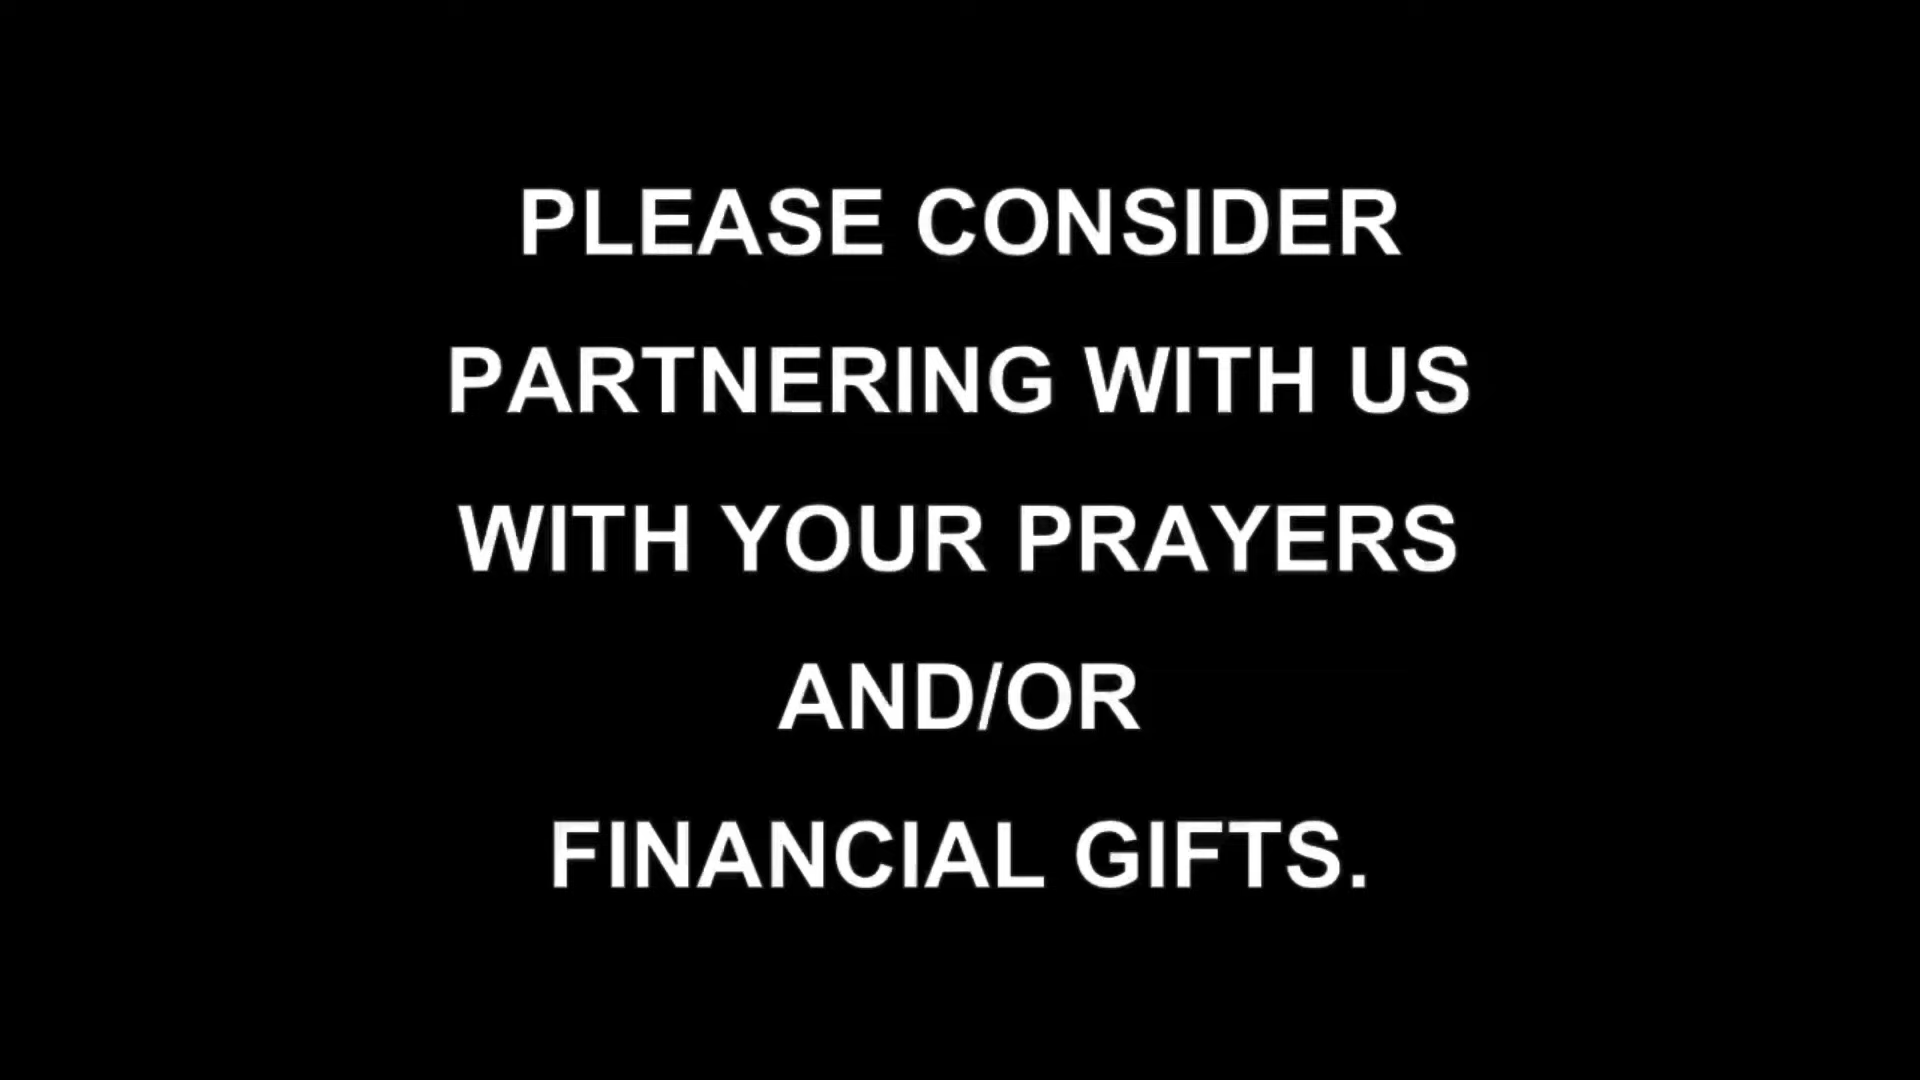 PLEASE CONSIDER
PARTNERING WITH US
WITH YOUR PRAYERS
AND/OR
FINANCIAL GIFTS.